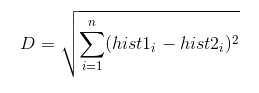 D = \sqrt{\sum_{i=1}^{n} (hist1_i - hist2_i)^2}